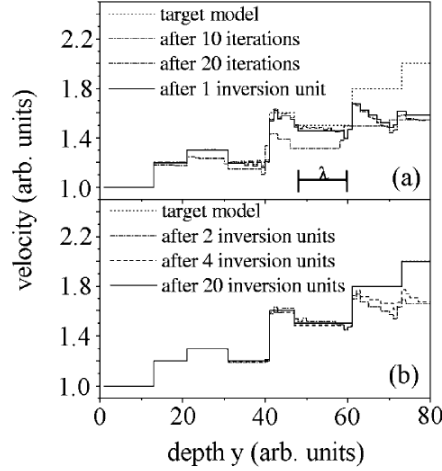 2.2
1.8
1.4
1.0
target model
after 10 iterations
after 20 iterations
after 1 inversion unit
λ
(a)
velocity (arb. units)
2.2
1.8
1.4
1.0
target model
after 2 inversion units
after 4 inversion units
after 20 inversion units
(b)
0 20 40 60 80
depth y (arb. units)